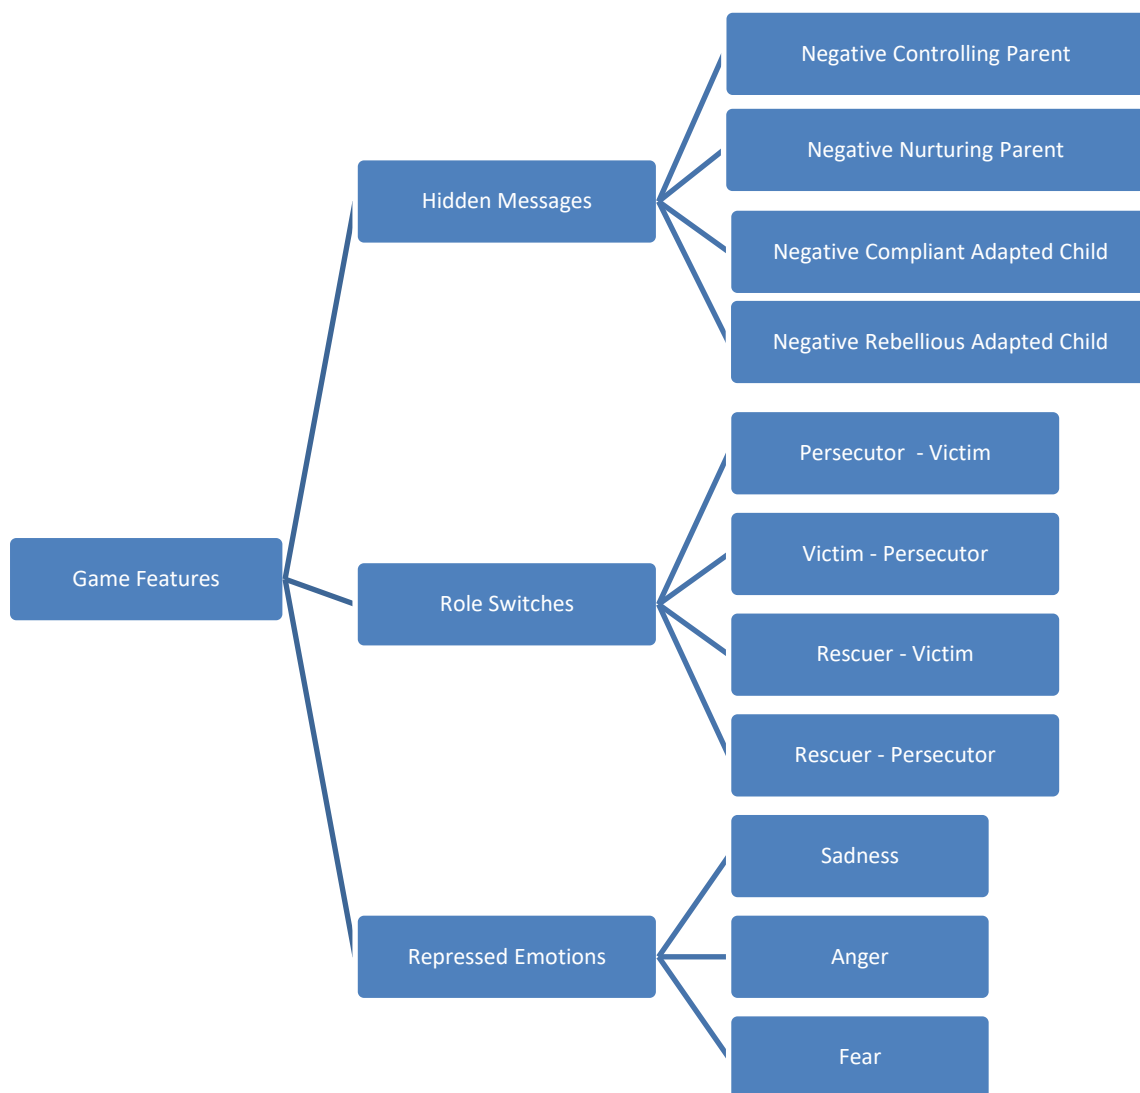 Game Features
Hidden Messages
Negative Controlling Parent
Negative Nurturing Parent
Negative Compliant Adapted Child
Negative Rebellious Adapted Child
Role Switches
Persecutor  - Victim
Victim - Persecutor
Rescuer - Victim
Rescuer - Persecutor
Repressed Emotions
Sadness
Anger
Fear